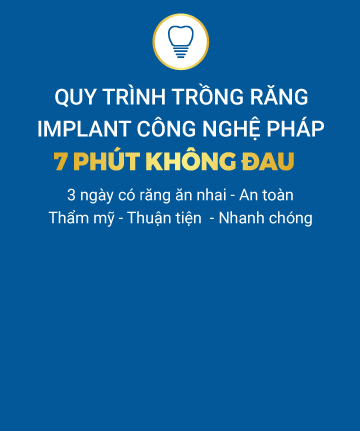 QUY TRÌNH TRỒNG RĂNG
IMPLANT CÔNG NGHỆ PHÁP
7 PHÚT KHÔNG ĐAU
3 ngày có răng ăn nhai - An toàn
Thẩm mỹ - Thuận tiện - Nhanh chóng